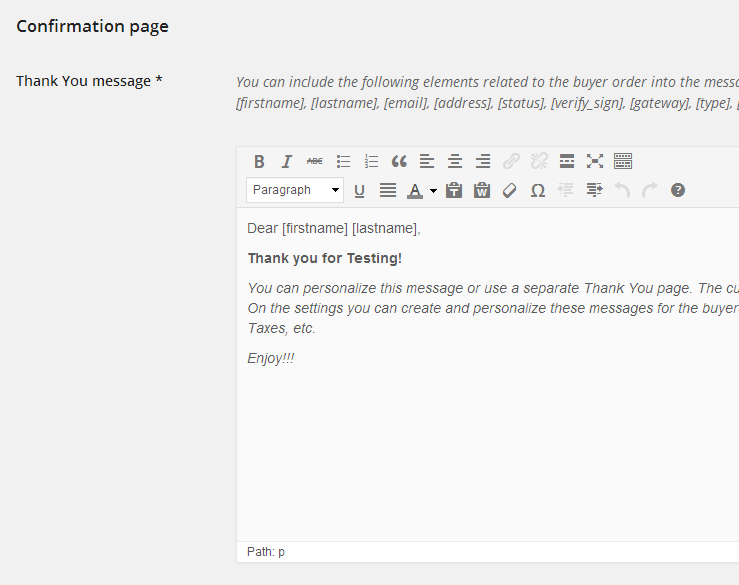 Confirmation page
Thank You message *
You can include the following elements related to the buyer order into the
[firstname], [lastname], [email], [address], [status], [verify_sign], [gateway], [type],
B I ABC
Paragraph U A T W Ω ?
Dear [firstname] [lastname],
Thank you for Testing!
You can personalize this message or use a separate Thank You page. The
On the settings you can create and personalize these messages for the buyer
Taxes, etc.
Enjoy!!!
Path: p